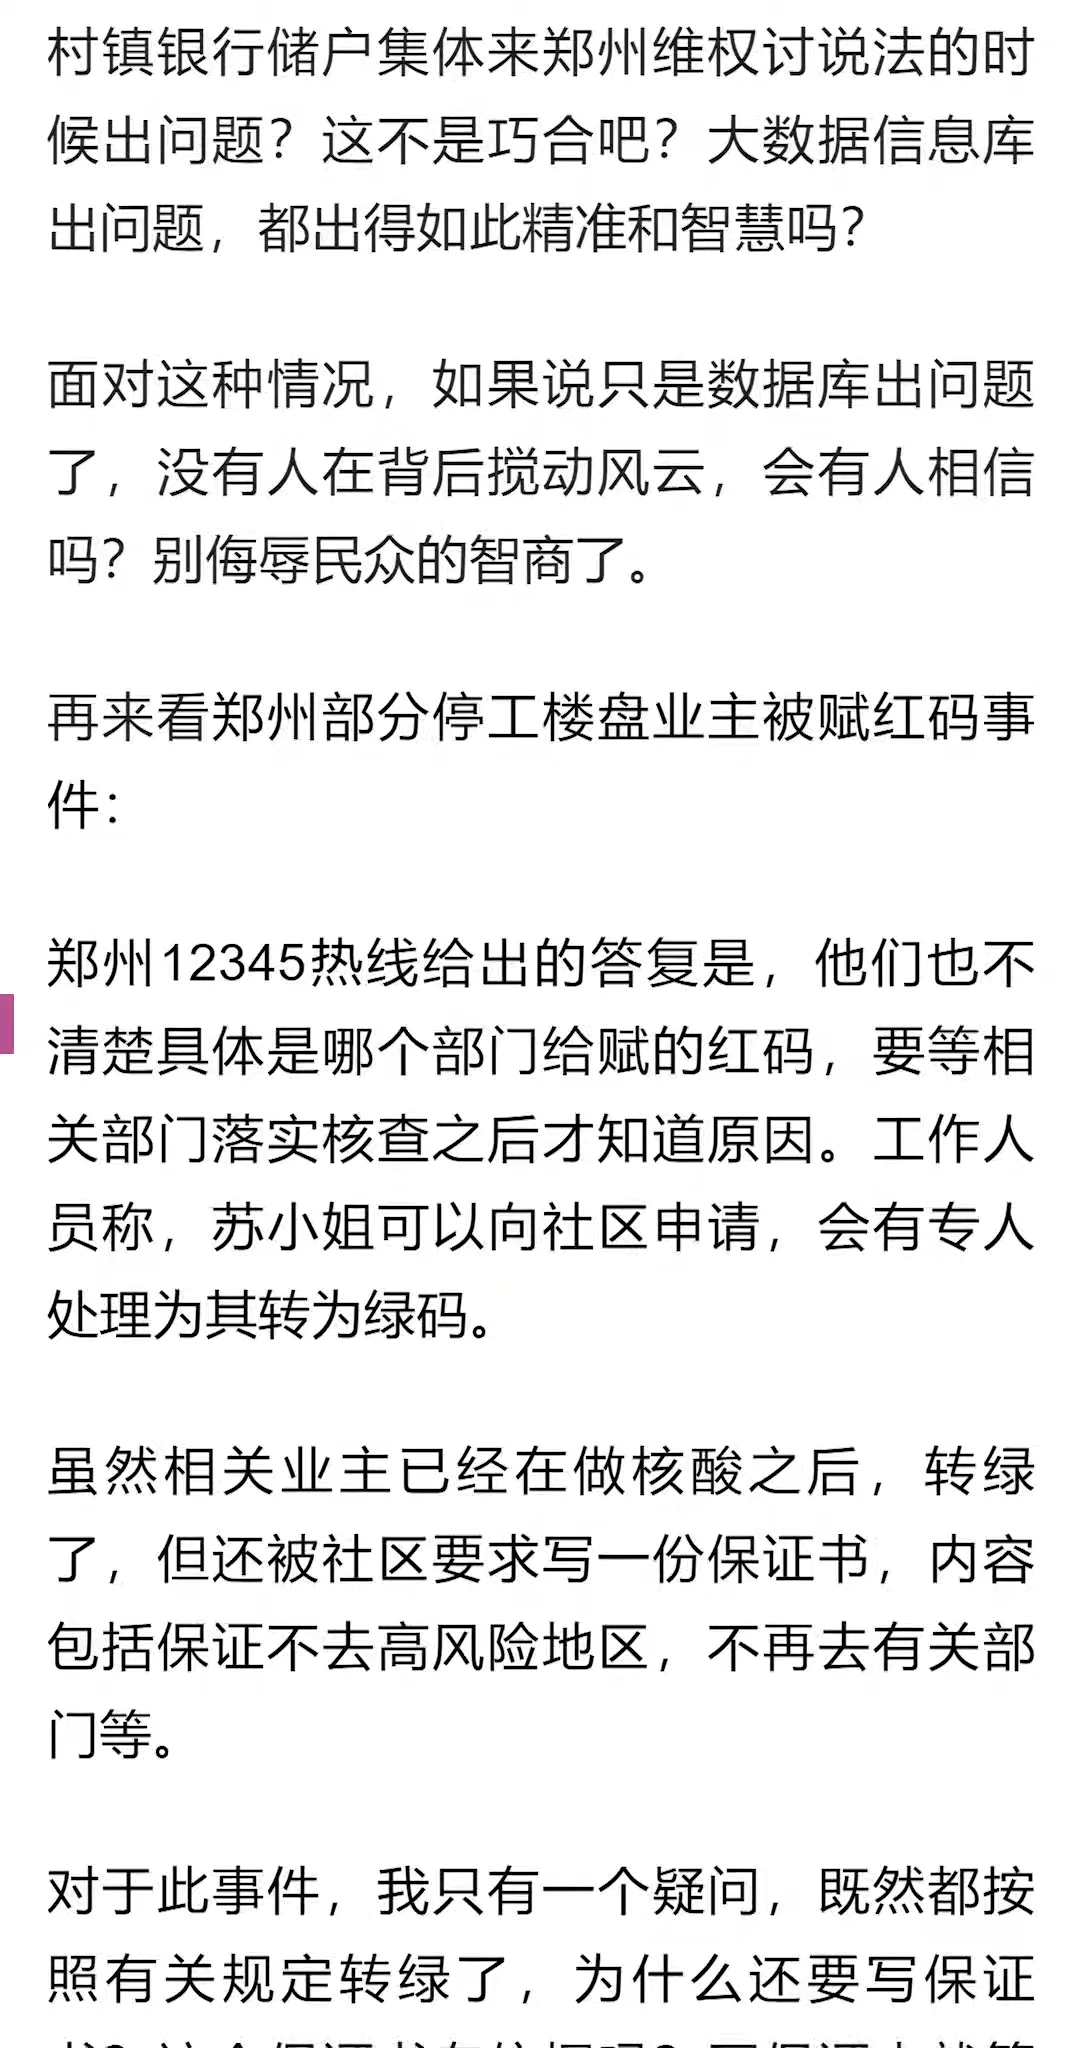 村镇银行储户集体来郑州维权讨说法的时
候出问题？这不是巧合吧？大数据信息库
出问题，都出得如此精准和智慧吗？
面对这种情况，如果说只是数据库出问题
了，没有人在背后搅动风云，会有人相信
吗？别侮辱民众的智商了。
再来看郑州部分停工楼盘业主被赋红码事
件：
郑州12345热线给出的答复是，他们也不
清楚具体是哪个部门给赋的红码，要等相
关部门落实核查之后才知道原因。工作人
员称，苏小姐可以向社区申请，会有专人
处理为其转为绿码。
虽然相关业主已经在做核酸之后，转绿
了，但还被社区要求写一份保证书，内容
包括保证不去高风险地区，不再去有关部
门等。
对于此事件，我只有一个疑问，既然都按
照有关规定转绿了，为什么还要写保证